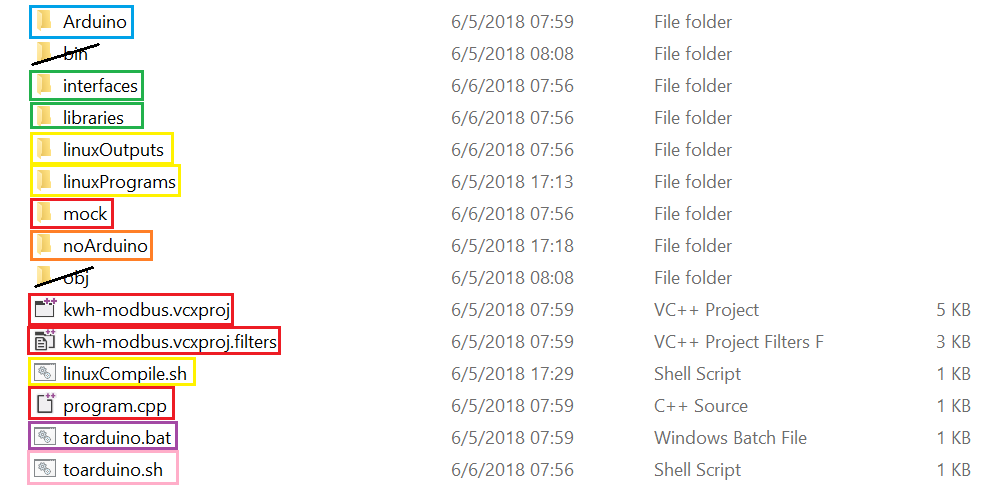 Arduino 6/5/2018 07:59 File folder
bin 6/5/2018 08:08 File folder
interfaces 6/6/2018 07:56 File folder
libraries 6/6/2018 07:56 File folder
linuxOutputs 6/6/2018 07:56 File folder
linuxPrograms 6/5/2018 17:13 File folder
mock 6/6/2018 07:56 File folder
noArduino 6/5/2018 17:18 File folder
obj 6/5/2018 08:08 File folder
kwh-modbus.vcxproj 6/5/2018 07:59 VC++ Project 5 KB
kwh-modbus.vcxproj.filters 6/5/2018 07:59 VC++ Project Filters F 3 KB
linuxCompile.sh 6/5/2018 17:29 Shell Script 1 KB
program.cpp 6/5/2018 07:59 C++ Source 1 KB
toarduino.bat 6/5/2018 07:59 Windows Batch File 1 KB
toarduino.sh 6/6/2018 07:56 Shell Script 1 KB